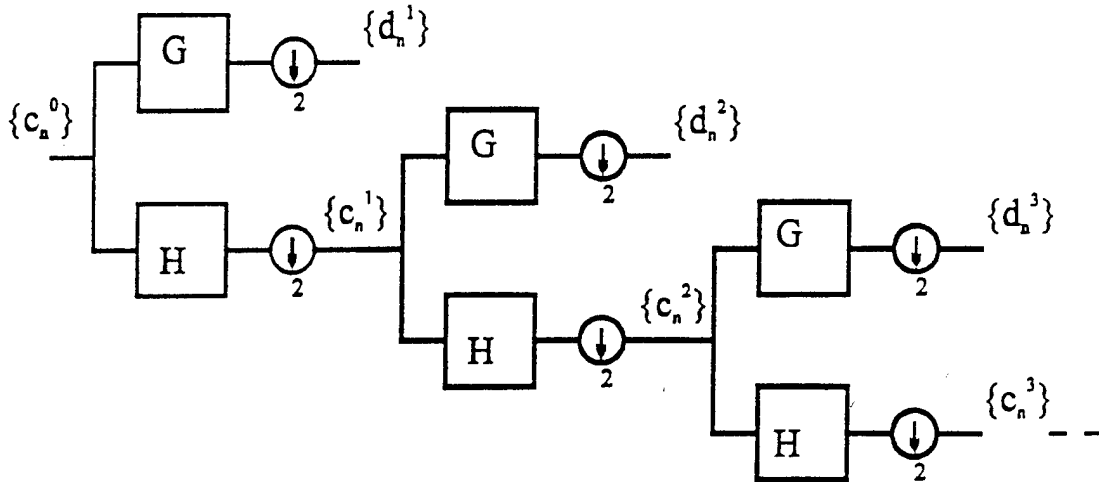 G
{d_n^1}
2
{c_n^0}
H
{c_n^1}
2
G
{d_n^2}
2
H
{c_n^2}
2
G
{d_n^3}
2
H
{c_n^3}
2